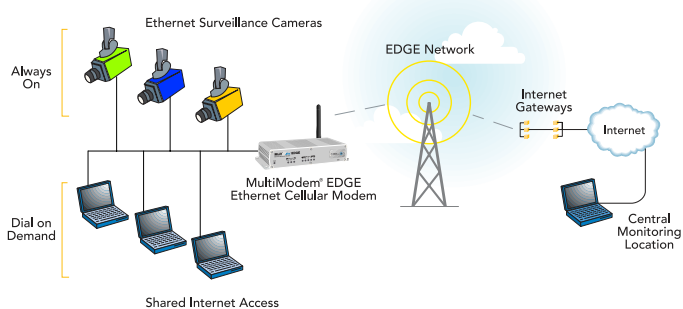 Ethernet Surveillance Cameras
Always
On
EDGE Network
Internet
Gateways
Internet
MultiModem® EDGE
Ethernet Cellular Modem
Dial on
Demand
Central
Monitoring
Location
Shared Internet Access